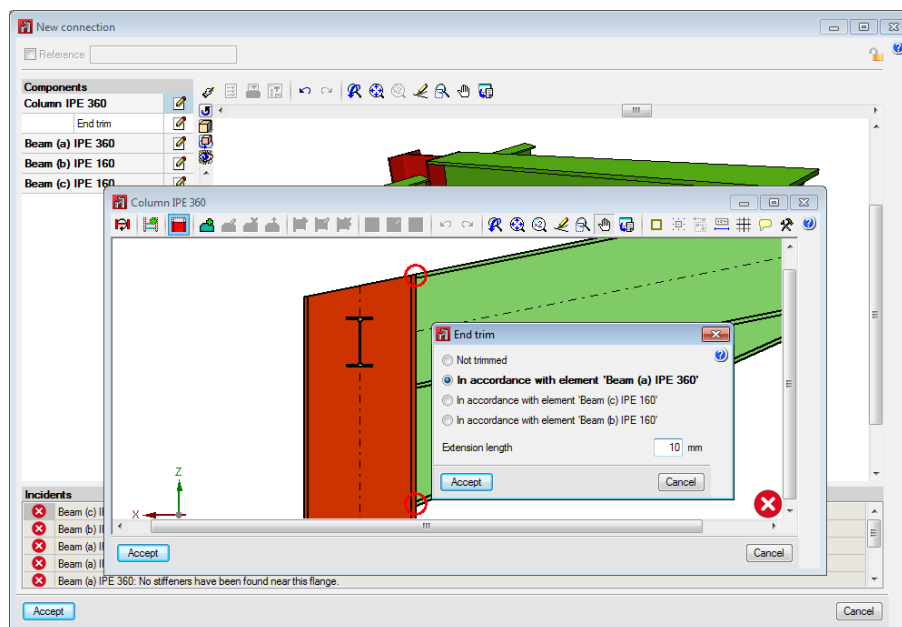 New connection
Reference
Components
Column IPE 360
End trim
Beam (a) IPE 360
Beam (b) IPE 160
Beam (c) IPE 160
Column IPE 360
End trim
Not trimmed
In accordance with element 'Beam (a) IPE 360'
In accordance with element 'Beam (c) IPE 160'
In accordance with element 'Beam (b) IPE 160'
Extension length 10 mm
Accept Cancel
Z
X
Incidents
Beam (c) I
Beam (b) I
Beam (a) I
Beam (a) I
Beam (a) IPE 360: No stiffeners have been found near this flange.
Accept Cancel
Accept Cancel